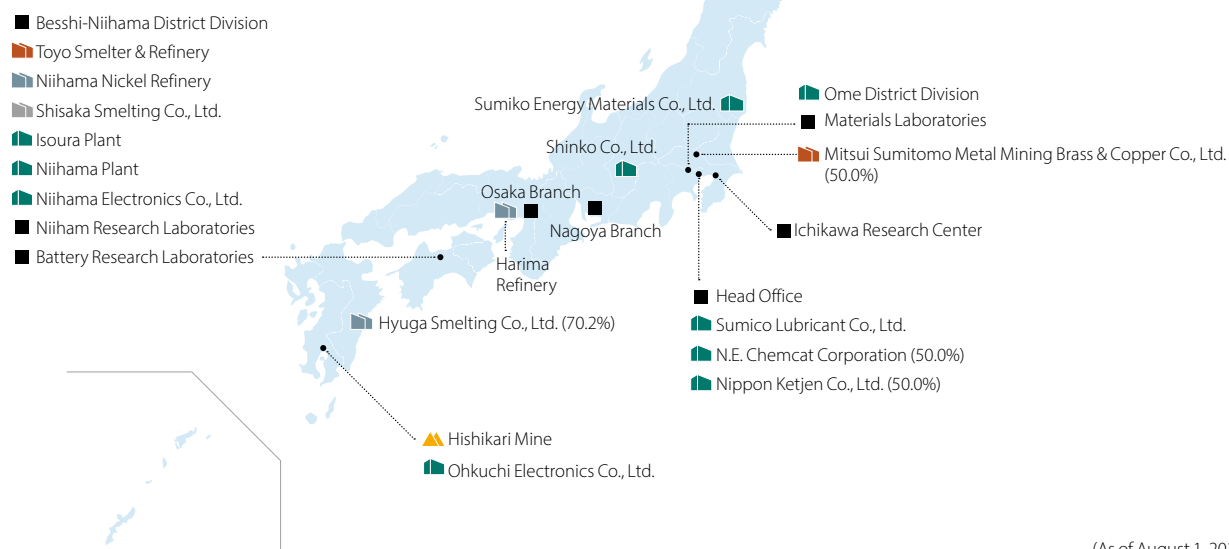 Besshi-Niihama District Division
Toyo Smelter & Refinery
Niihama Nickel Refinery
Shisaka Smelting Co., Ltd.
Isoura Plant
Niihama Plant
Niihama Electronics Co., Ltd.
Niiham Research Laboratories
Battery Research Laboratories
Sumiko Energy Materials Co., Ltd.
Shinko Co., Ltd.
Osaka Branch
Nagoya Branch
Harima
Refinery
Hyuga Smelting Co., Ltd. (70.2%)
Hishikari Mine
Ohkuchi Electronics Co., Ltd.
Ome District Division
Materials Laboratories
Mitsui Sumitomo Metal Mining Brass & Copper Co., Ltd.
(50.0%)
Ichikawa Research Center
Head Office
Sumico Lubricant Co., Ltd.
N.E. Chemcat Corporation (50.0%)
Nippon Ketjen Co., Ltd. (50.0%)
(As of August 1,